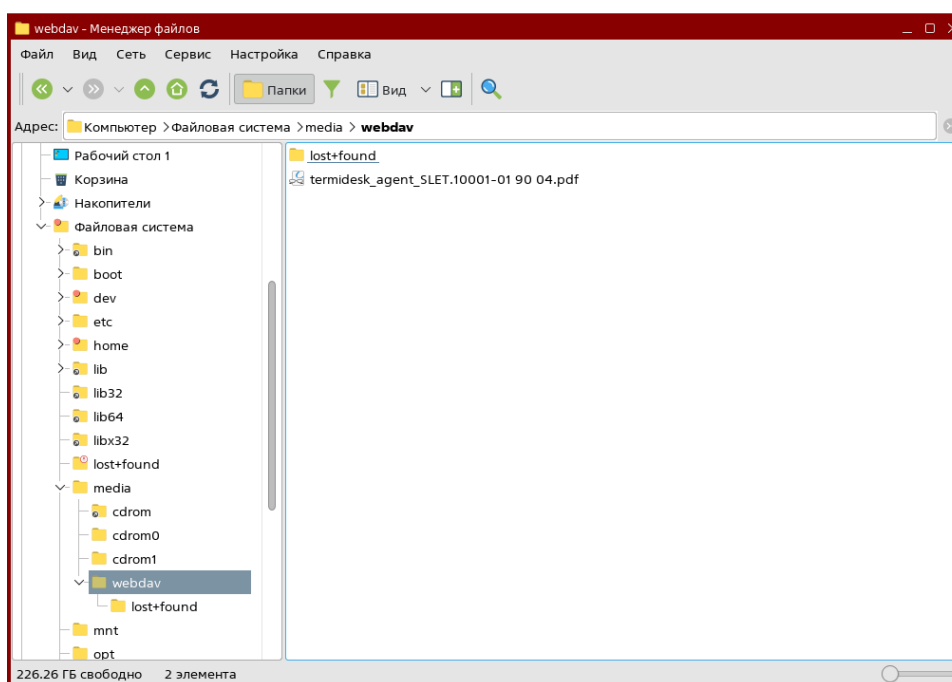 webdav - Менеджер файлов
Файл Вид Сеть Сервис Настройка Справка
Папки Вид
Адрес: Компьютер > Файловая система > media > webdav
Рабочий стол 1
Корзина
Накопители
Файловая система
bin
boot
dev
etc
home
lib
lib32
lib64
libx32
lost+found
media
cdrom
cdrom0
cdrom1
webdav
lost+found
mnt
opt
lost+found
termidesk_agent_SLET.10001-01 90 04.pdf
226.26 ГБ свободно 2 элемента